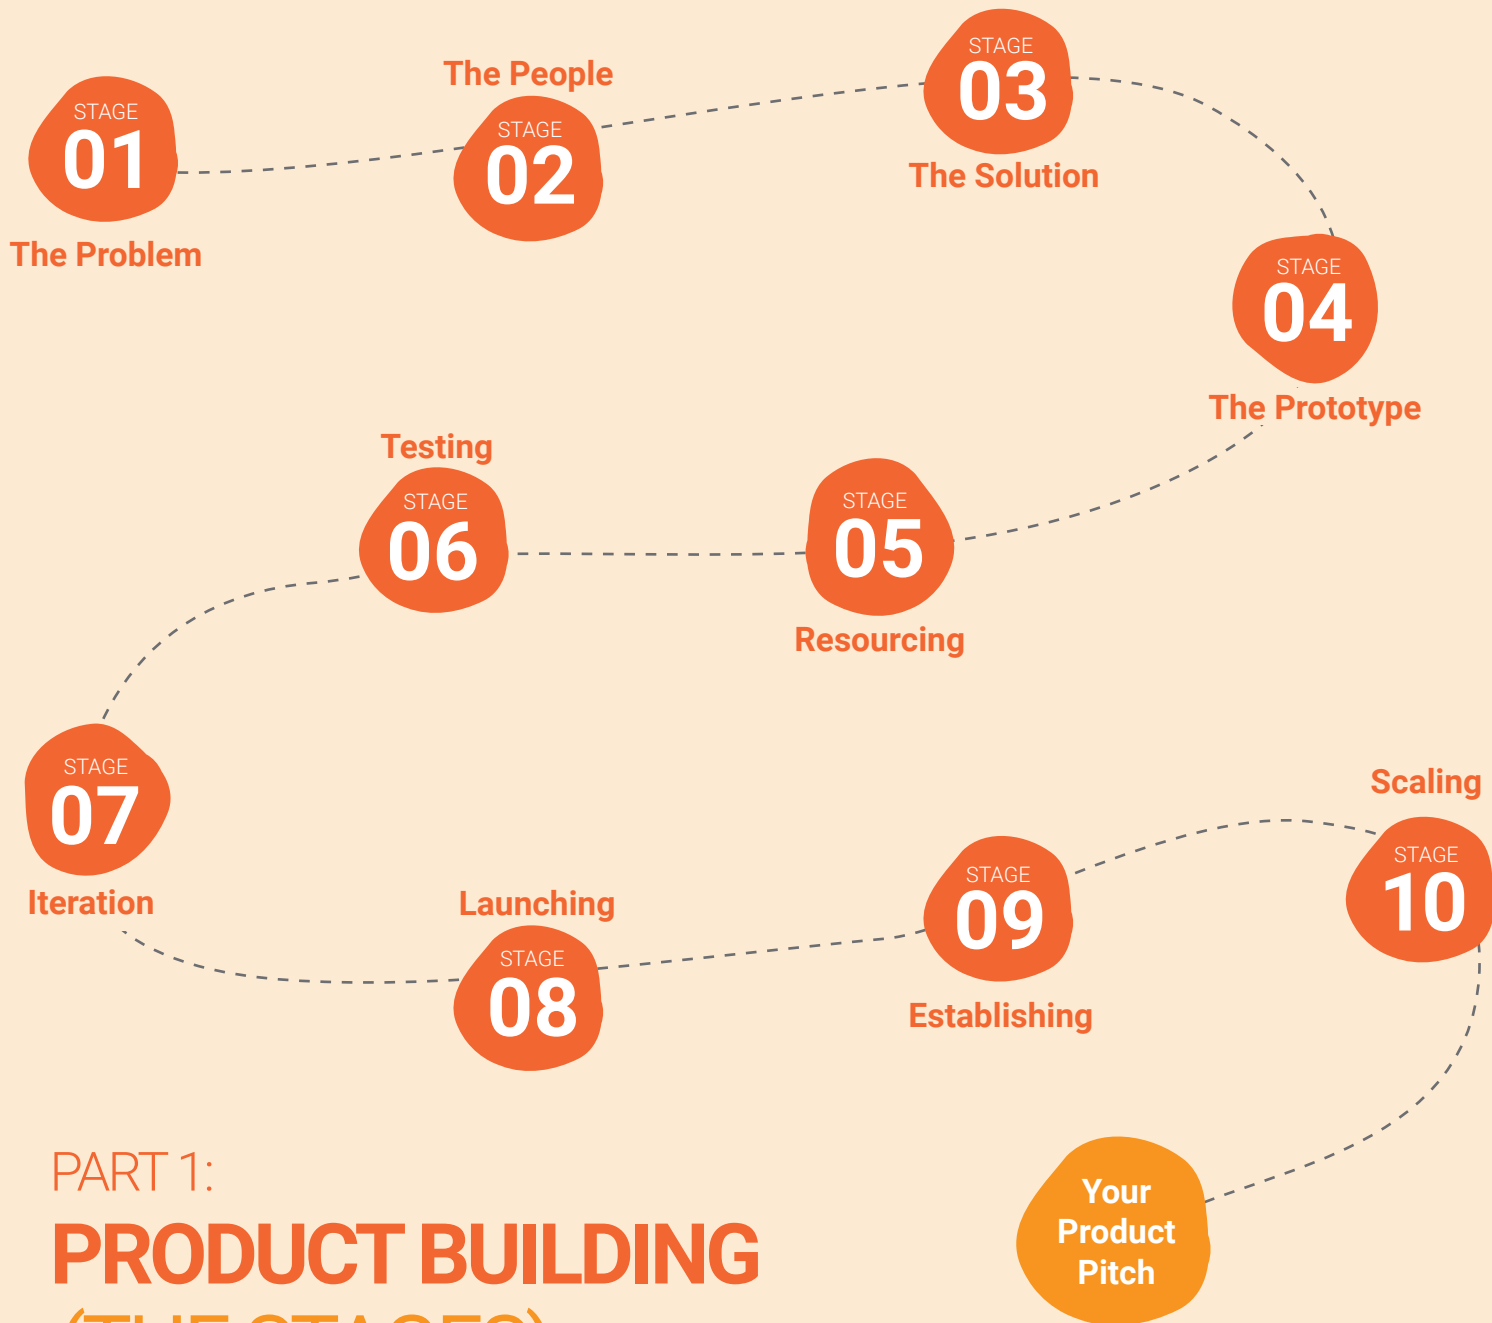 STAGE
01
The Problem
The People
STAGE
02
STAGE
03
The Solution
STAGE
04
The Prototype
STAGE
05
Resourcing
Testing
STAGE
06
STAGE
07
Iteration
Launching
STAGE
08
STAGE
09
Establishing
Scaling
STAGE
10
Your
Product
Pitch
PART 1:
PRODUCT BUILDING
(THE STAGES)